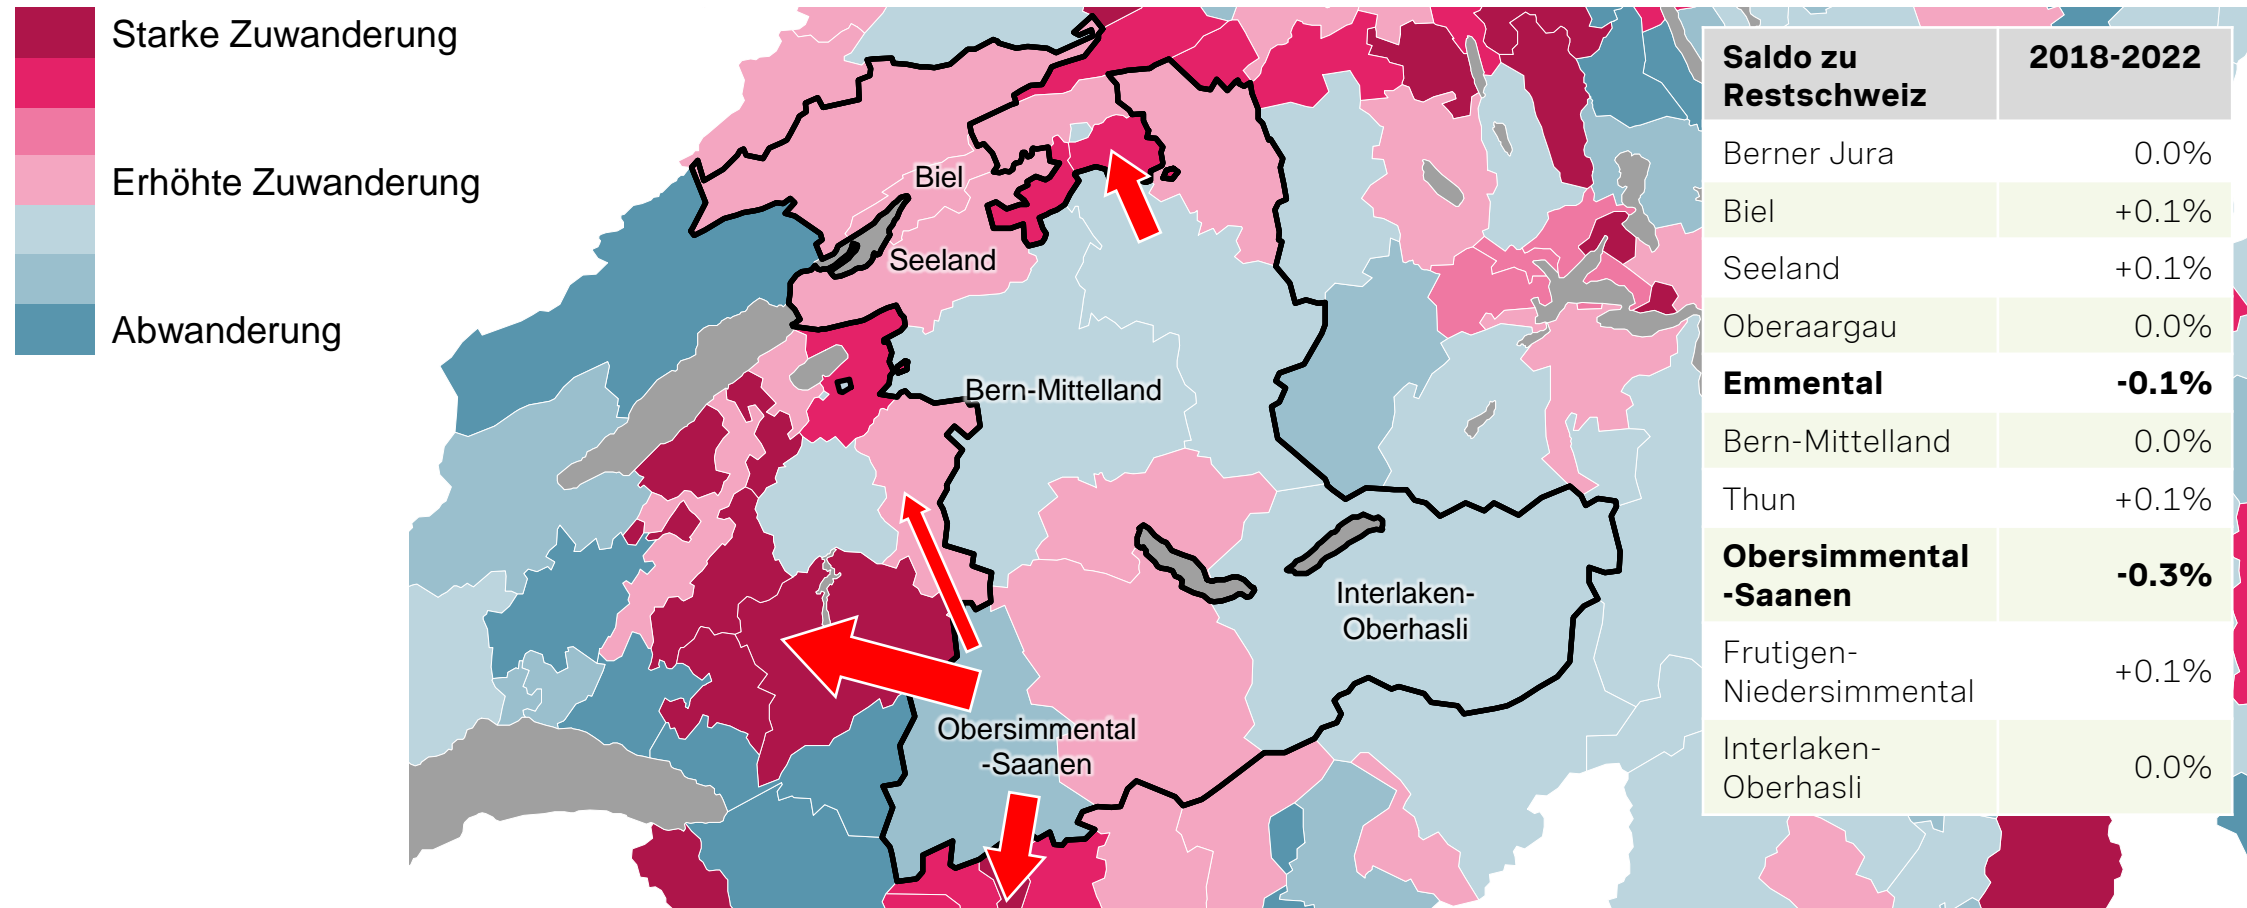 Starke Zuwanderung
Erhöhte Zuwanderung
Abwanderung
Biel
Seeland
Bern-Mittelland
Interlaken-
Oberhasli
Obersimmental
-Saanen
Saldo zu 2018-2022
Restschweiz
Berner Jura 0.0%
Biel +0.1%
Seeland +0.1%
Oberaargau 0.0%
Emmental -0.1%
Bern-Mittelland 0.0%
Thun +0.1%
Obersimmental
-Saanen -0.3%
Frutigen-
Niedersimmental +0.1%
Interlaken-
Oberhasli 0.0%